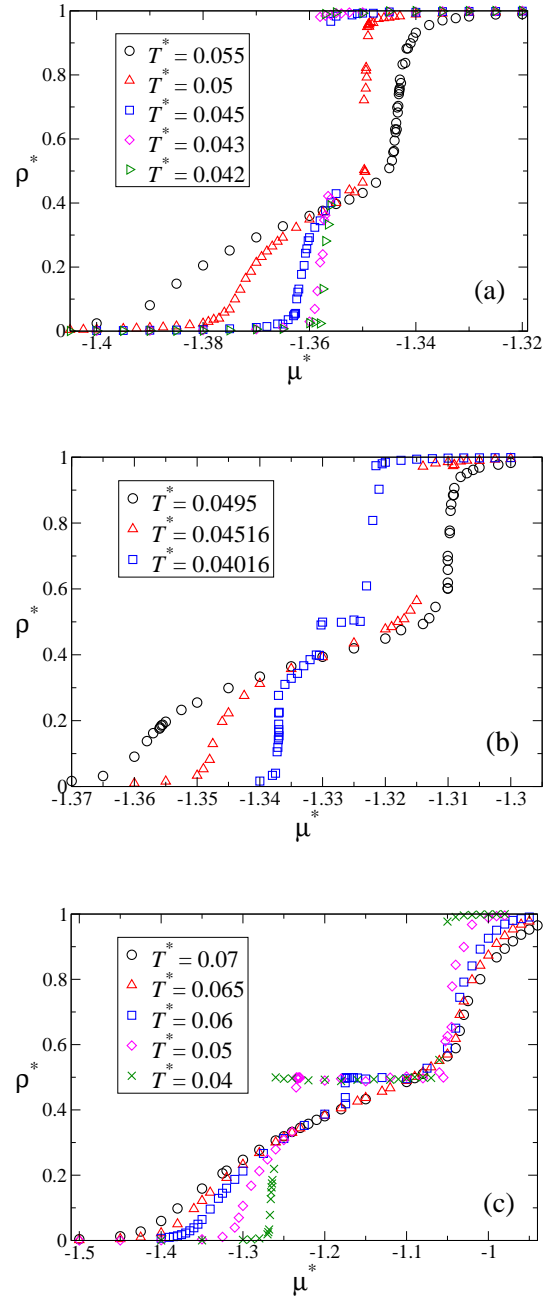 1
0.8
0.6
0.4
0.2
0
ρ*
T* = 0.055
T* = 0.05
T* = 0.045
T* = 0.043
T* = 0.042
(a)
-1.4 -1.38 -1.36 -1.34 -1.32
μ*
1
0.8
0.6
0.4
0.2
0
ρ*
T* = 0.0495
T* = 0.04516
T* = 0.04016
(b)
-1.37 -1.36 -1.35 -1.34 -1.33 -1.32 -1.31 -1.3
μ*
1
0.8
0.6
0.4
0.2
0
ρ*
T* = 0.07
T* = 0.065
T* = 0.06
T* = 0.05
T* = 0.04
(c)
-1.5 -1.4 -1.3 -1.2 -1.1 -1
μ*